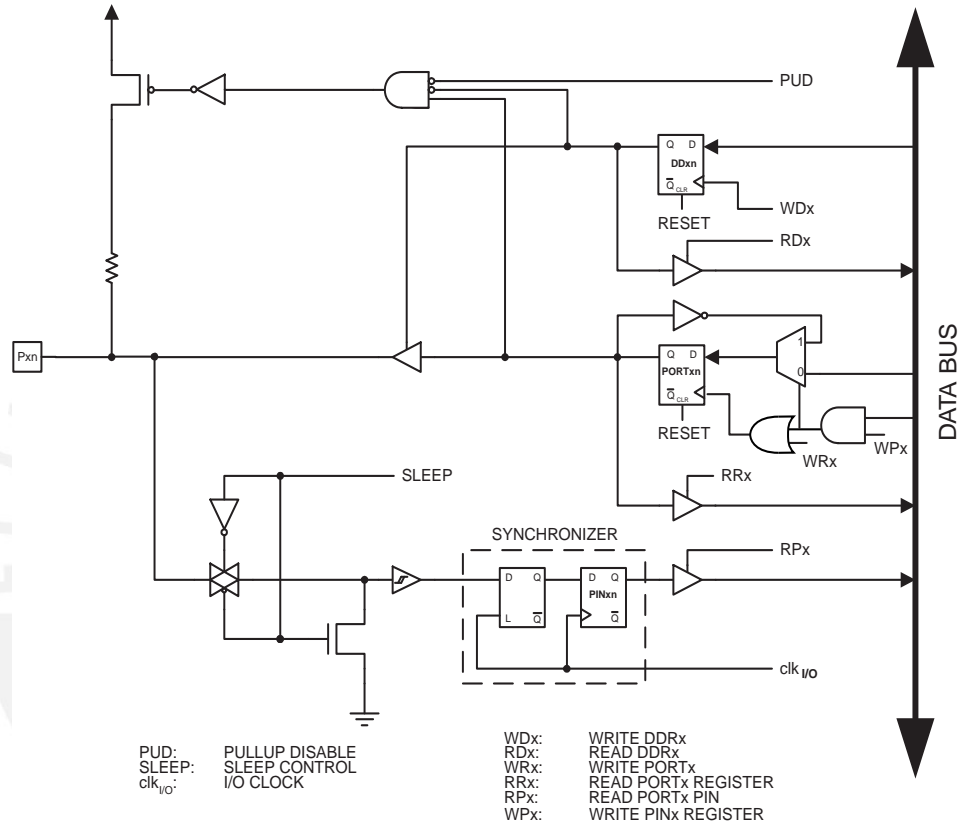 PUD
Q D
DDxn
Q CLR
WDx
RESET
RDx
Pxn
1
Q D
PORTxn
0
Q CLR
RESET
WRx
WPx
DATA BUS
SLEEP
RRx
SYNCHRONIZER
RPx
D Q
D Q
PINxn
L Q
Q
clk I/O
PUD: PULLUP DISABLE
SLEEP: SLEEP CONTROL
clkI/O: I/O CLOCK
WDx: WRITE DDRx
RDx: READ DDRx
WRx: WRITE PORTx
RRx: READ PORTx REGISTER
RPx: READ PORTx PIN
WPx: WRITE PINx REGISTER